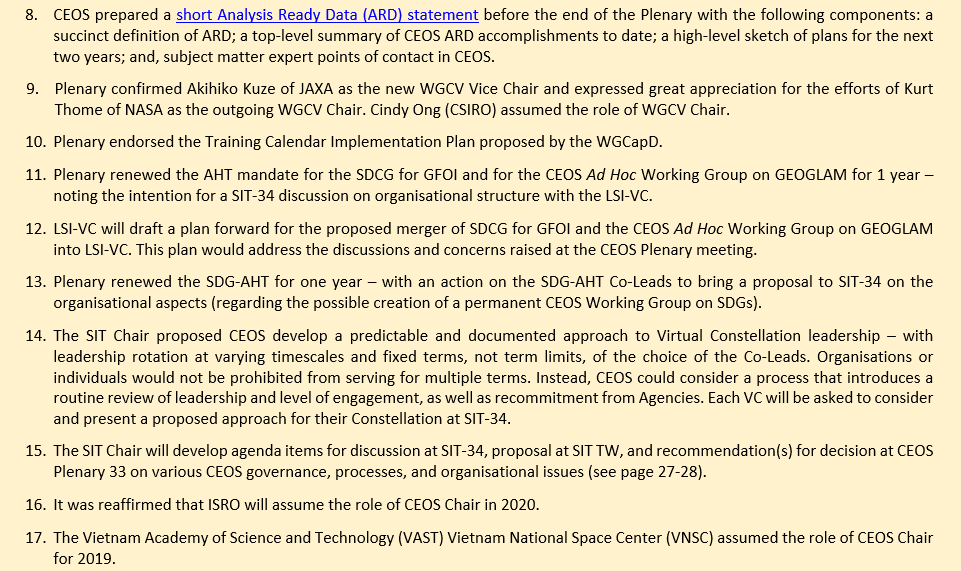 8. CEOS prepared a short Analysis Ready Data (ARD) statement before the end of the Plenary with the following components: a
succinct definition of ARD; a top-level summary of CEOS ARD accomplishments to date; a high-level sketch of plans for the next
two years; and, subject matter expert points of contact in CEOS.
9. Plenary confirmed Akihiko Kuze of JAXA as the new WGCV Vice Chair and expressed great appreciation for the efforts of Kurt
Thome of NASA as the outgoing WGCV Chair. Cindy Ong (CSIRO) assumed the role of WGCV Chair.
10. Plenary endorsed the Training Calendar Implementation Plan proposed by the WGCapD.
11. Plenary renewed the AHT mandate for the SDCG for GFOI and for the CEOS Ad Hoc Working Group on GEOGLAM for 1 year –
noting the intention for a SIT-34 discussion on organisational structure with the LSI-VC.
12. LSI-VC will draft a plan forward for the proposed merger of SDCG for GFOI and the CEOS Ad Hoc Working Group on GEOGLAM
into LSI-VC. This plan would address the discussions and concerns raised at the CEOS Plenary meeting.
13. Plenary renewed the SDG-AHT for one year – with an action on the SDG-AHT Co-Leads to bring a proposal to SIT-34 on the
organisational aspects (regarding the possible creation of a permanent CEOS Working Group on SDGs).
14. The SIT Chair proposed CEOS develop a predictable and documented approach to Virtual Constellation leadership – with
leadership rotation at varying timescales and fixed terms, not term limits, of the choice of the Co-Leads. Organisations or
individuals would not be prohibited from serving for multiple terms. Instead, CEOS could consider a process that introduces a
routine review of leadership and level of engagement, as well as recommitment from Agencies. Each VC will be asked to consider
and present a proposed approach for their Constellation at SIT-34.
15. The SIT Chair will develop agenda items for discussion at SIT-34, proposal at SIT TW, and recommendation(s) for decision at CEOS
Plenary 33 on various CEOS governance, processes, and organisational issues (see page 27-28).
16. It was reaffirmed that ISRO will assume the role of CEOS Chair in 2020.
17. The Vietnam Academy of Science and Technology (VAST) Vietnam National Space Center (VNSC) assumed the role of CEOS Chair
for 2019.